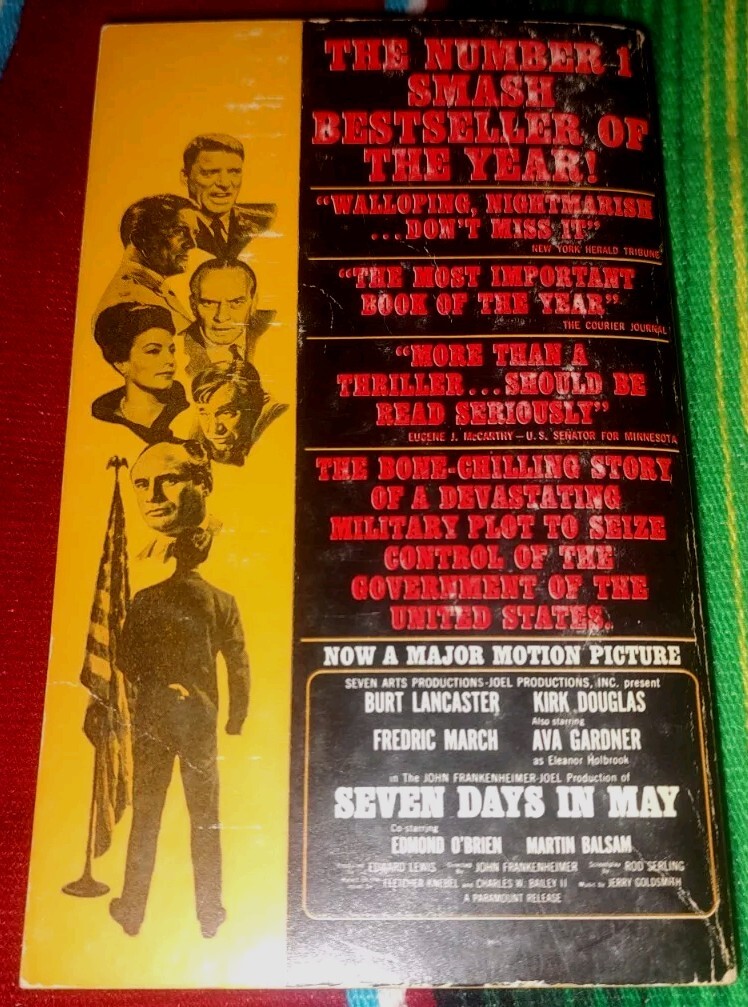 THE NUMBER 1
SMASH
BESTSELLER OF
THE YEAR!
"WALLOPING, NIGHTMARISH
...DON'T MISS IT"
NEW YORK HERALD TRIBUNE
"THE MOST IMPORTANT
BOOK OF THE YEAR"
THE COURIER JOURNAL
"MORE THAN A
THRILLER...SHOULD BE
READ SERIOUSLY"
EUGENE J. McCARTHY—U.S. SENATOR FOR MINNESOTA
THE BONE-CHILLING STORY
OF A DEVASTATING
MILITARY PLOT TO SEIZE
CONTROL OF THE
GOVERNMENT OF THE
UNITED STATES.
NOW A MAJOR MOTION PICTURE
SEVEN ARTS PRODUCTIONS-JOEL PRODUCTIONS, INC. present
BURT LANCASTER KIRK DOUGLAS
Also starring
FREDRIC MARCH AVA GARDNER
as Eleanor Holbrook
in The JOHN FRANKENHEIMER-JOEL Production of
SEVEN DAYS IN MAY
Co-starring
EDMOND O'BRIEN MARTIN BALSAM
Produced by EDWARD LEWIS Directed by JOHN FRANKENHEIMER Screenplay by ROD SERLING
FLETCHER KNEBEL and CHARLES W. BAILEY II Music by JERRY GOLDSMITH
A PARAMOUNT RELEASE